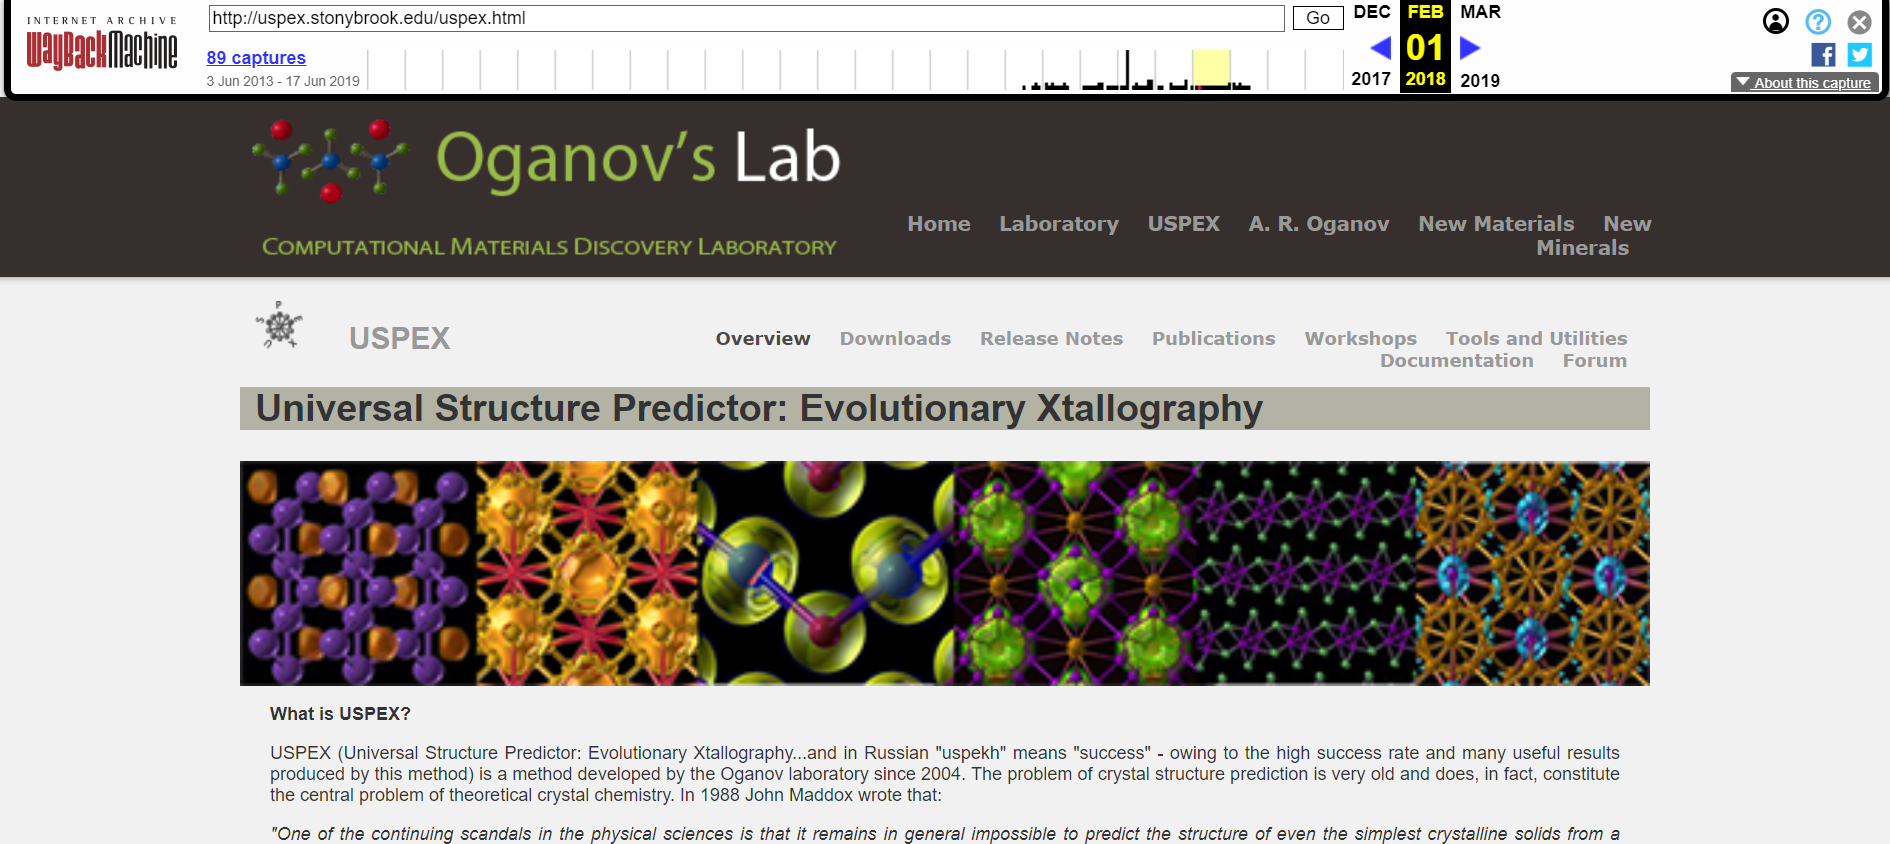 INTERNET ARCHIVE
WayBackMachine
http://uspex.stonybrook.edu/uspex.html
Go
DEC FEB MAR
89 captures
01
3 Jun 2013 - 17 Jun 2019
2017 2018 2019
About this capture
Oganov's Lab
COMPUTATIONAL MATERIALS DISCOVERY LABORATORY
Home Laboratory USPEX A. R. Oganov New Materials New
Minerals
USPEX
USPEX
Overview Downloads Release Notes Publications Workshops Tools and Utilities
Documentation Forum
Universal Structure Predictor: Evolutionary Xtallography
What is USPEX?
USPEX (Universal Structure Predictor: Evolutionary Xtallography...and in Russian "uspekh" means "success" - owing to the high success rate and many useful results
produced by this method) is a method developed by the Oganov laboratory since 2004. The problem of crystal structure prediction is very old and does, in fact, constitute
the central problem of theoretical crystal chemistry. In 1988 John Maddox wrote that:
"One of the continuing scandals in the physical sciences is that it remains in general impossible to predict the structure of even the simplest crystalline solids from a